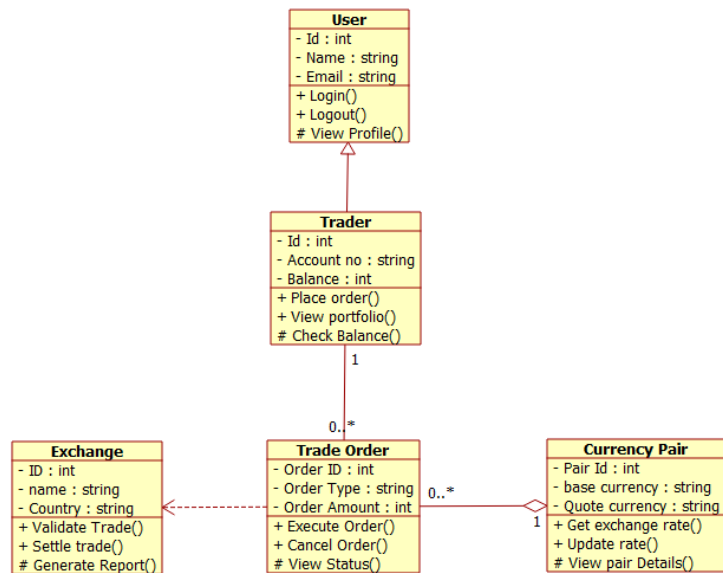 User
- Id : int
- Name : string
- Email : string
+ Login()
+ Logout()
# View Profile()
Trader
- Id : int
- Account no : string
- Balance : int
+ Place order()
+ View portfolio()
# Check Balance()
1
0..*
Exchange
- ID : int
- name : string
- Country : string
+ Validate Trade()
+ Settle trade()
# Generate Report()
Trade Order
- Order ID : int
- Order Type : string
- Order Amount : int
+ Execute Order()
+ Cancel Order()
# View Status()
0..*
1
Currency Pair
- Pair Id : int
- base currency : string
- Quote currency : string
+ Get exchange rate()
+ Update rate()
# View pair Details()